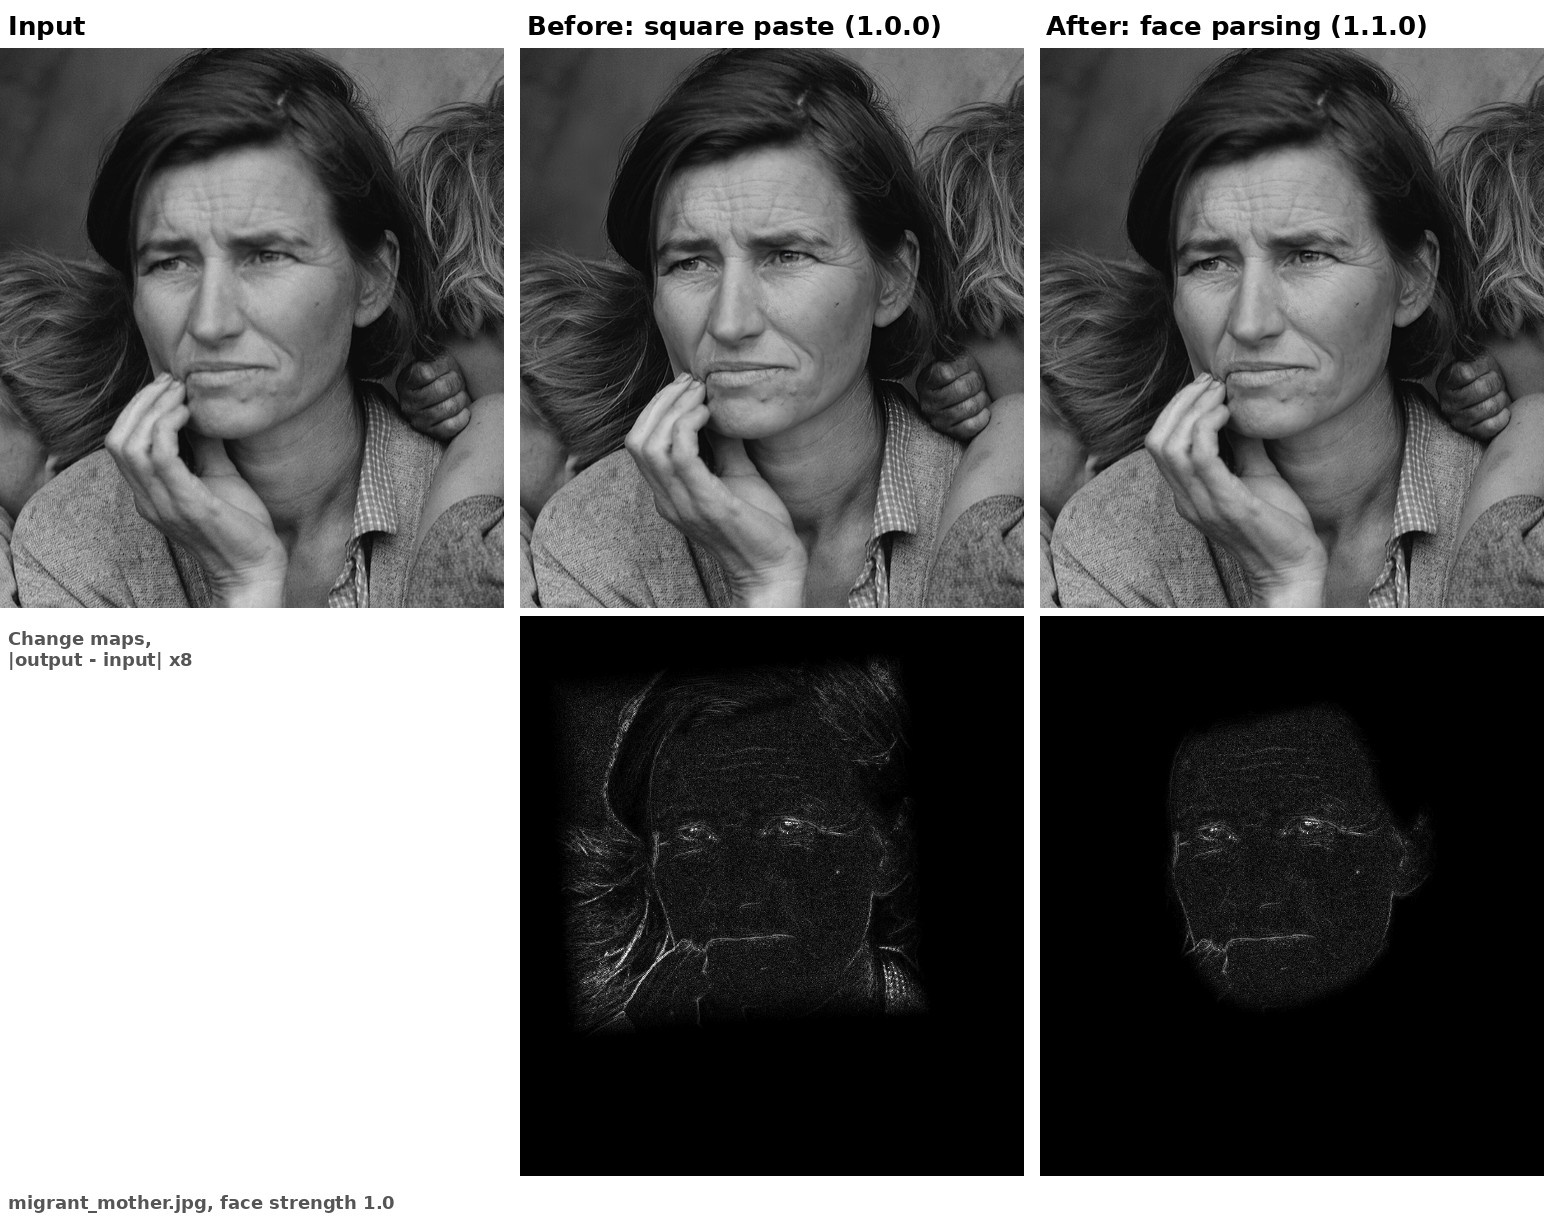 Input
Before: square paste (1.0.0)
After: face parsing (1.1.0)
Change maps,
|output - input| x8
migrant_mother.jpg, face strength 1.0